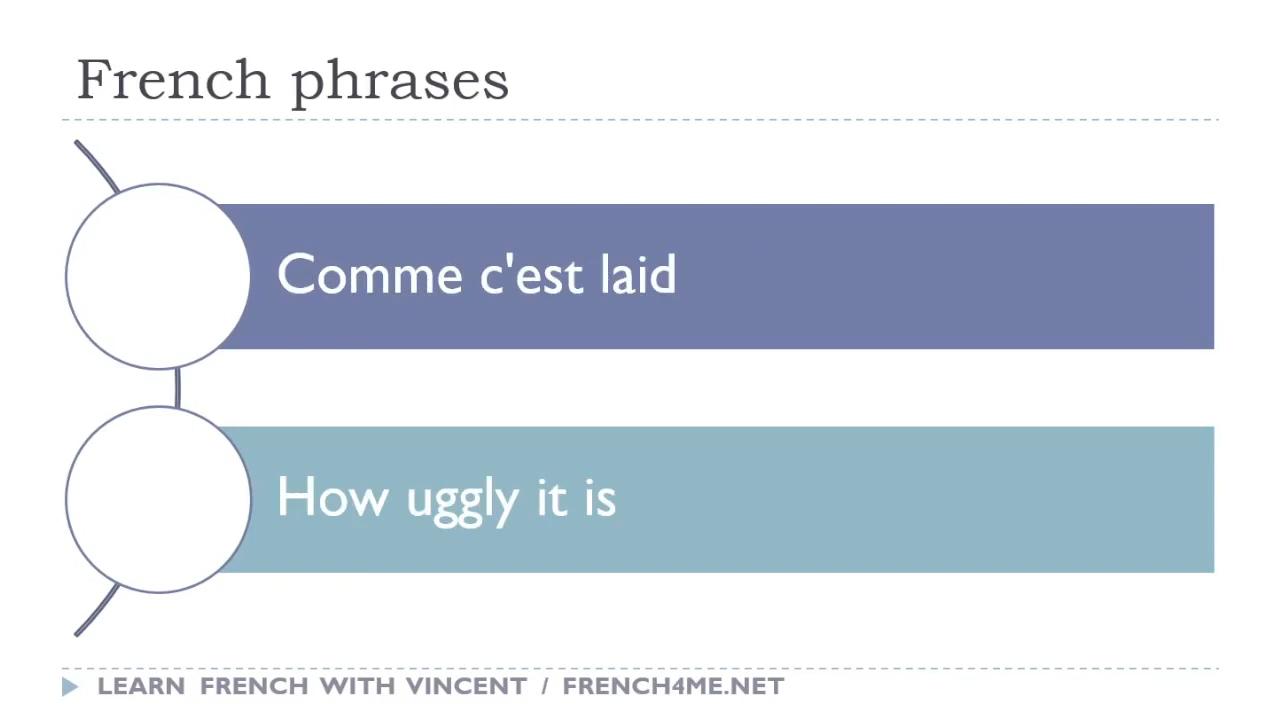 French phrases
Comme c'est laid
How uggly it is
LEARN FRENCH WITH VINCENT / FRENCH4ME.NET